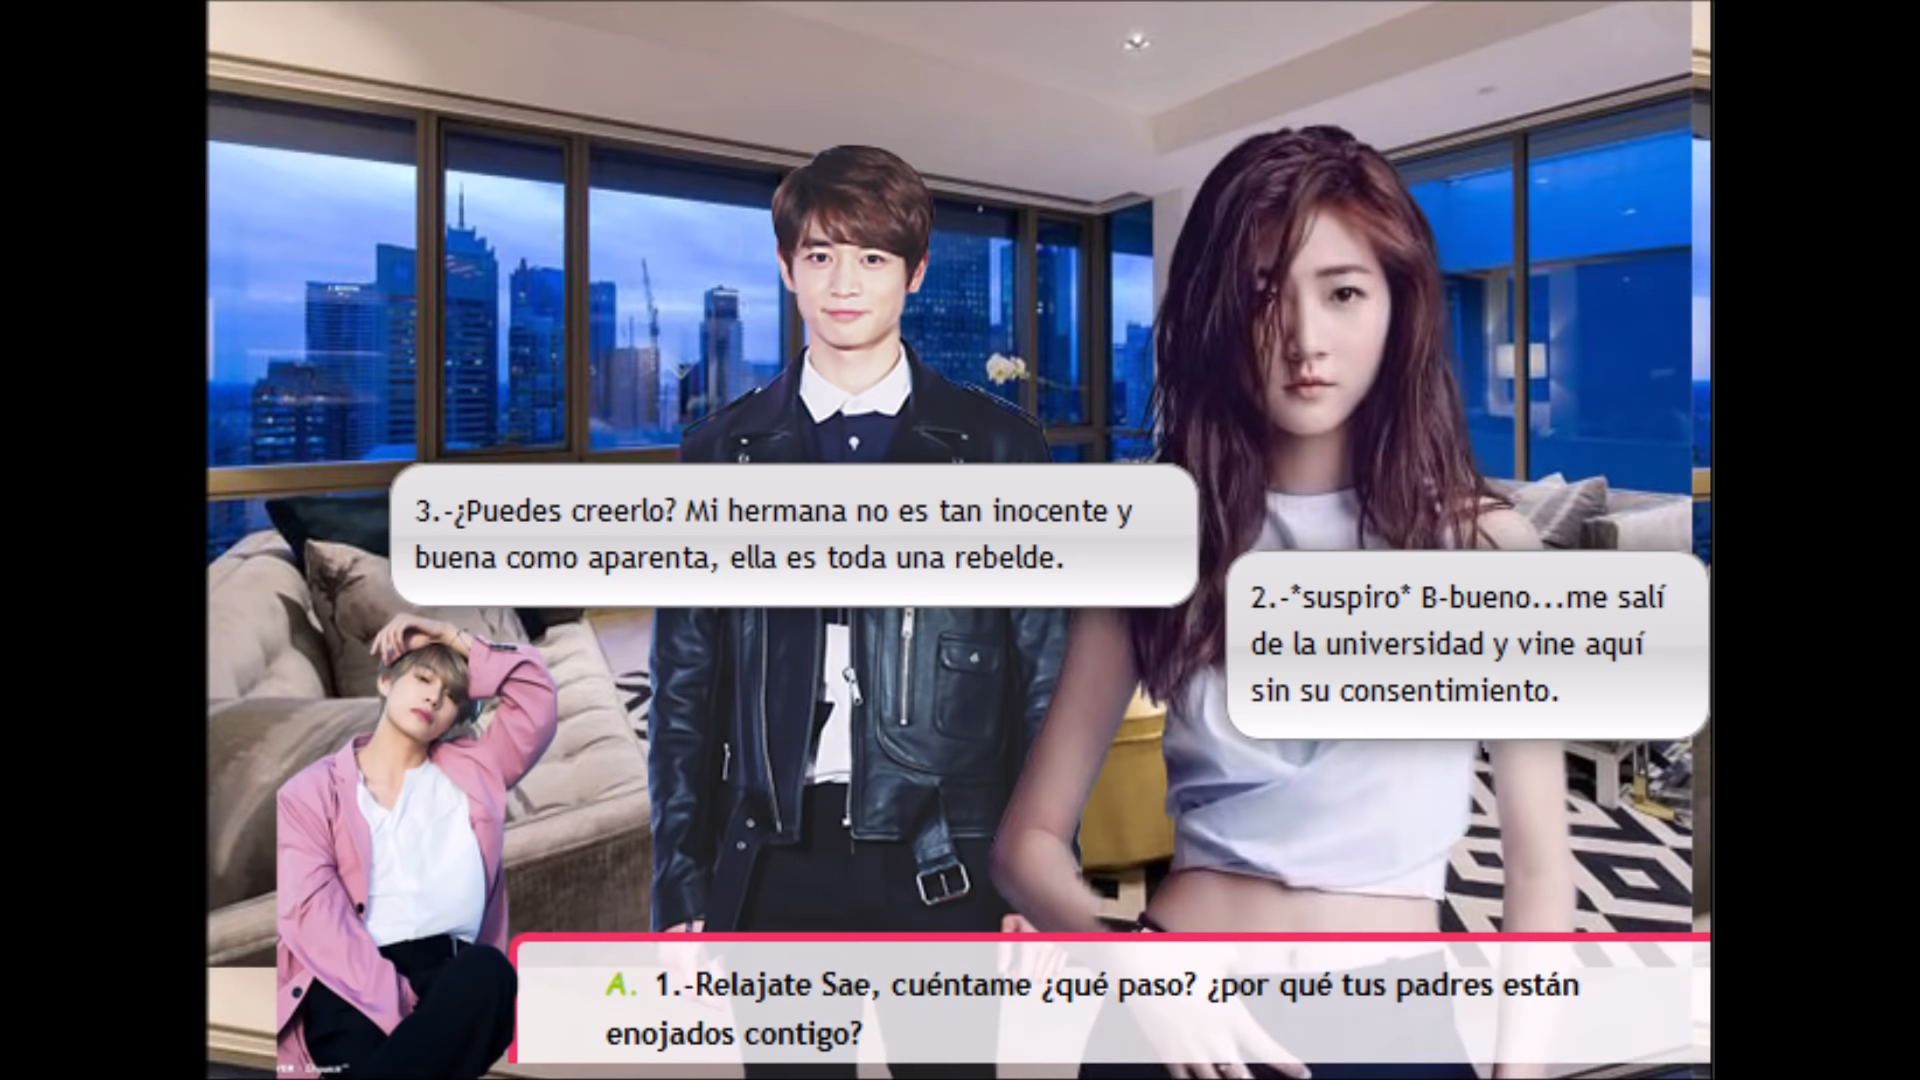 3.-¿Puedes creerlo? Mi hermana no es tan inocente y
buena como aparenta, ella es toda una rebelde.
2.-*suspiro* B-bueno...me salí
de la universidad y vine aquí
sin su consentimiento.
A. 1.-Relajate Sae, cuéntame ¿qué paso? ¿por qué tus padres están
enojados contigo?